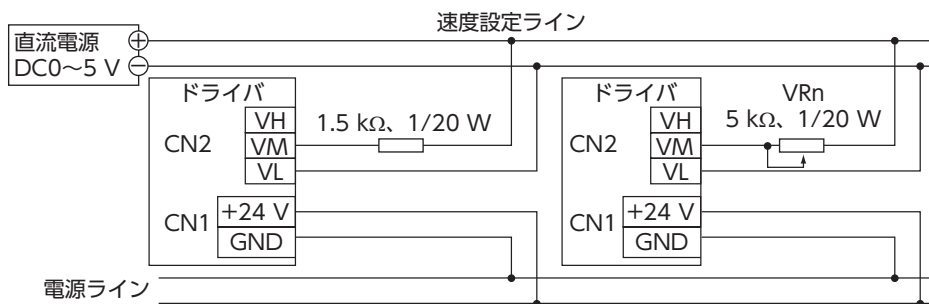 速度設定ライン
直流電源
DC0～5 V
＋
－
ドライバ
CN2
VH
VM
VL
1.5 kΩ、1/20 W
CN1
+24 V
GND
ドライバ
CN2
VH
VM
VL
VRn
5 kΩ、1/20 W
CN1
+24 V
GND
電源ライン